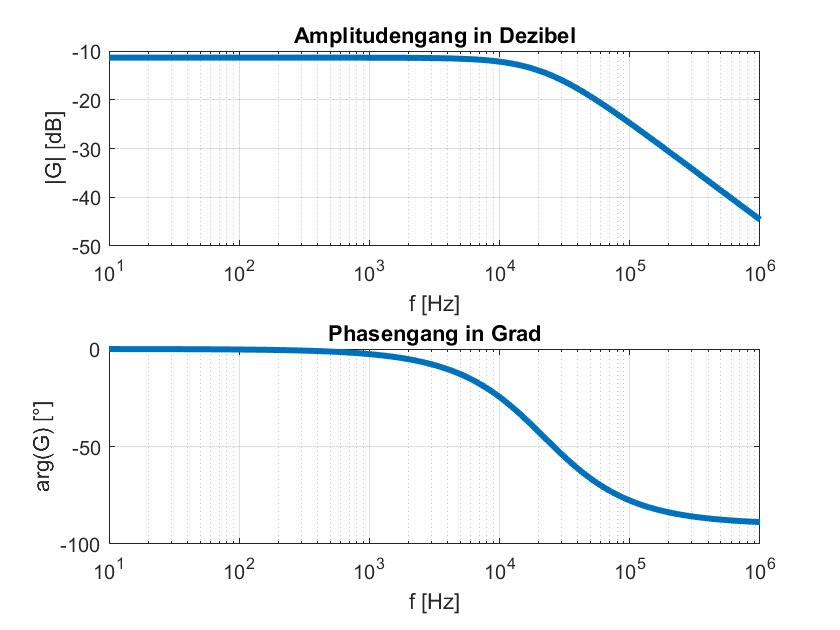 Amplitudengang in Dezibel
-10
-20
-30
-40
-50
|G| [dB]
10^1 10^2 10^3 10^4 10^5 10^6
f [Hz]
Phasengang in Grad
0
-50
-100
arg(G) [°]
10^1 10^2 10^3 10^4 10^5 10^6
f [Hz]